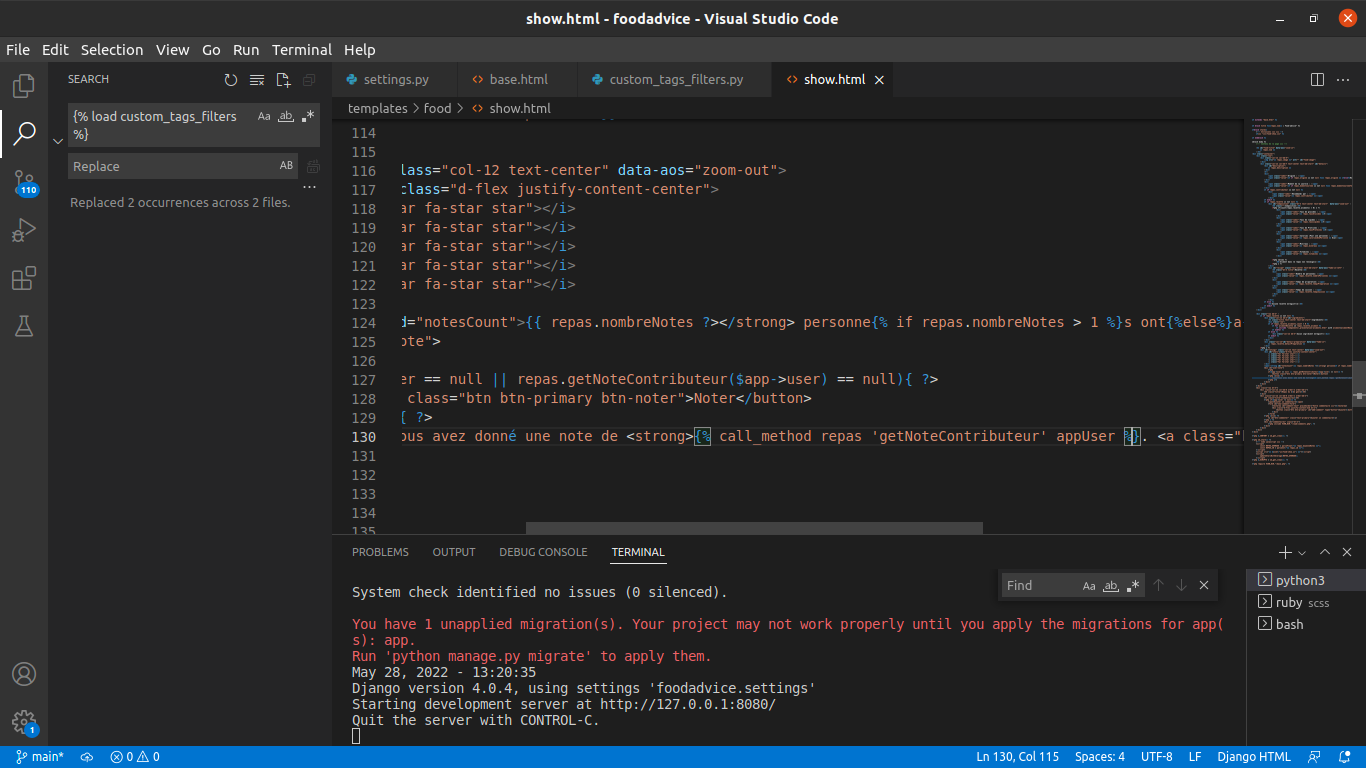 show.html - foodadvice - Visual Studio Code
File Edit Selection View Go Run Terminal Help
SEARCH
settings.py base.html custom_tags_filters.py show.html
templates > food > show.html
{% load custom_tags_filters
%}
Aa ab .*
Replace AB
Replaced 2 occurrences across 2 files.
110
1
114
115
116 lass="col-12 text-center" data-aos="zoom-out">
117 class="d-flex justify-content-center">
118 ar fa-star star"></i>
119 ar fa-star star"></i>
120 ar fa-star star"></i>
121 ar fa-star star"></i>
122 ar fa-star star"></i>
123
124 d="notesCount">{{ repas.nombreNotes ?></strong> personne{% if repas.nombreNotes > 1 %}s ont{%else%}a
125 ote">
126
127 er == null || repas.getNoteContributeur($app->user) == null){ ?>
128 class="btn btn-primary btn-noter">Noter</button>
129 { ?>
130 ous avez donné une note de <strong>{% call_method repas 'getNoteContributeur' appUser %}. <a class="
131
132
133
134
135
PROBLEMS OUTPUT DEBUG CONSOLE TERMINAL
Find Aa ab .*
python3
ruby scss
bash
System check identified no issues (0 silenced).
You have 1 unapplied migration(s). Your project may not work properly until you apply the migrations for app(
s): app.
Run 'python manage.py migrate' to apply them.
May 28, 2022 - 13:20:35
Django version 4.0.4, using settings 'foodadvice.settings'
Starting development server at http://127.0.0.1:8080/
Quit the server with CONTROL-C.
main* 0 0 Ln 130, Col 115 Spaces: 4 UTF-8 LF Django HTML